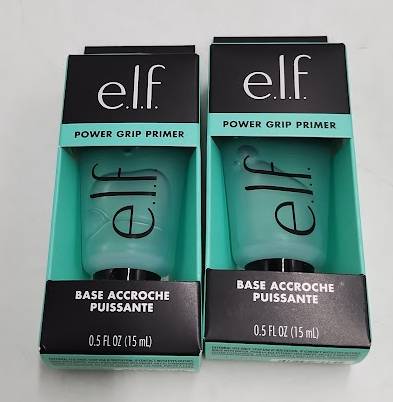 e.l.f.
POWER GRIP PRIMER
e.l.f
BASE ACCROCHE
PUISSANTE
0.5 FL OZ (15 mL)
e.l.f.
POWER GRIP PRIMER
e.l.f
BASE ACCROCHE
PUISSANTE
0.5 FL OZ (15 mL)